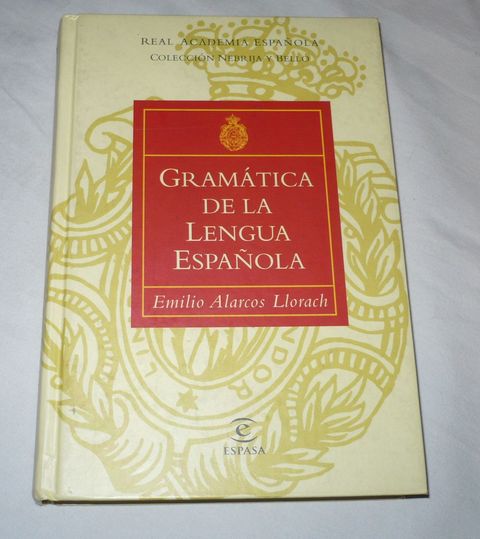 REAL ACADEMIA ESPAÑOLA
COLECCIÓN NEBRIJA Y BELLO
GRAMÁTICA
DE LA
LENGUA
ESPAÑOLA
Emilio Alarcos Llorach
ESPASA